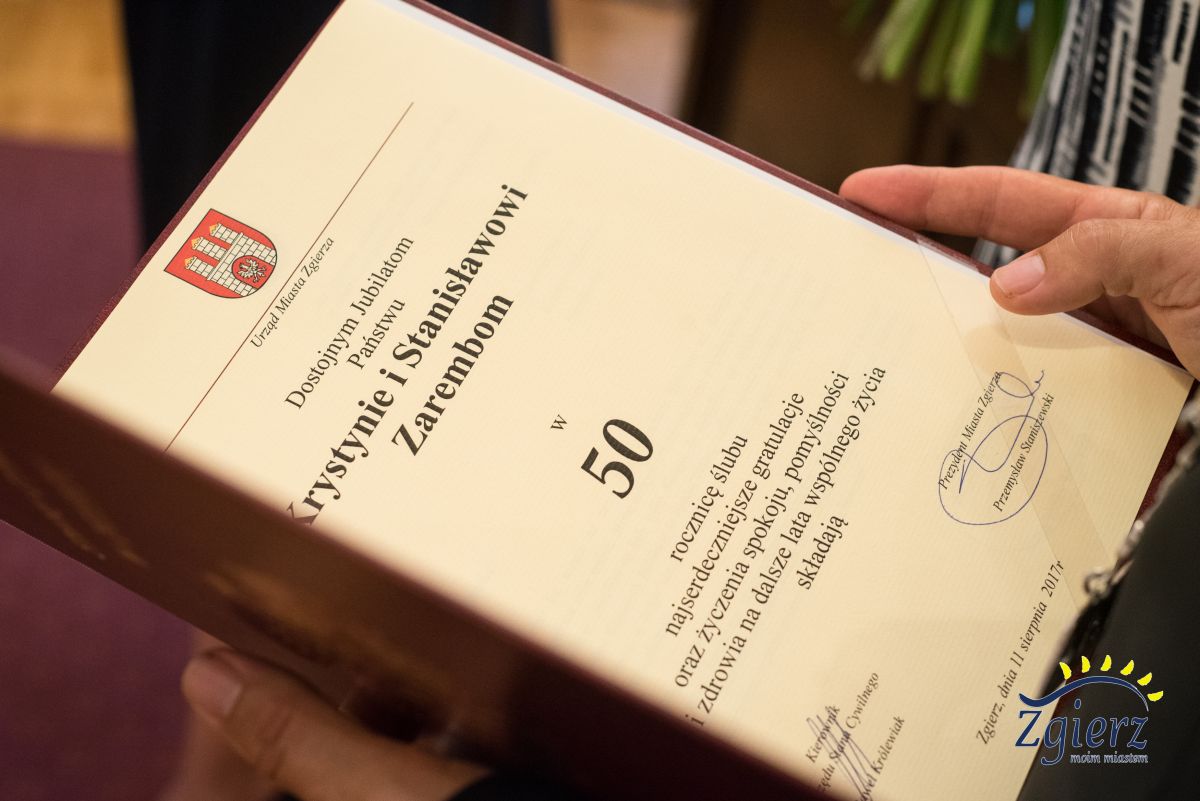 Urząd Miasta Zgierza
Dostojnym Jubilatom
Państwu
Krystynie i Stanisławowi
Zarembom
w
50
rocznicę ślubu
najserdeczniejsze gratulacje
oraz życzenia spokoju, pomyślności
i zdrowia na dalsze lata wspólnego życia
składają
Kierownik
Stanu Cywilnego
Królewiak
Prezydent Miasta Zgierza
Przemysław Staniszewski
Zgierz, dnia 11 sierpnia 2017r
Zgierz
moim miastem